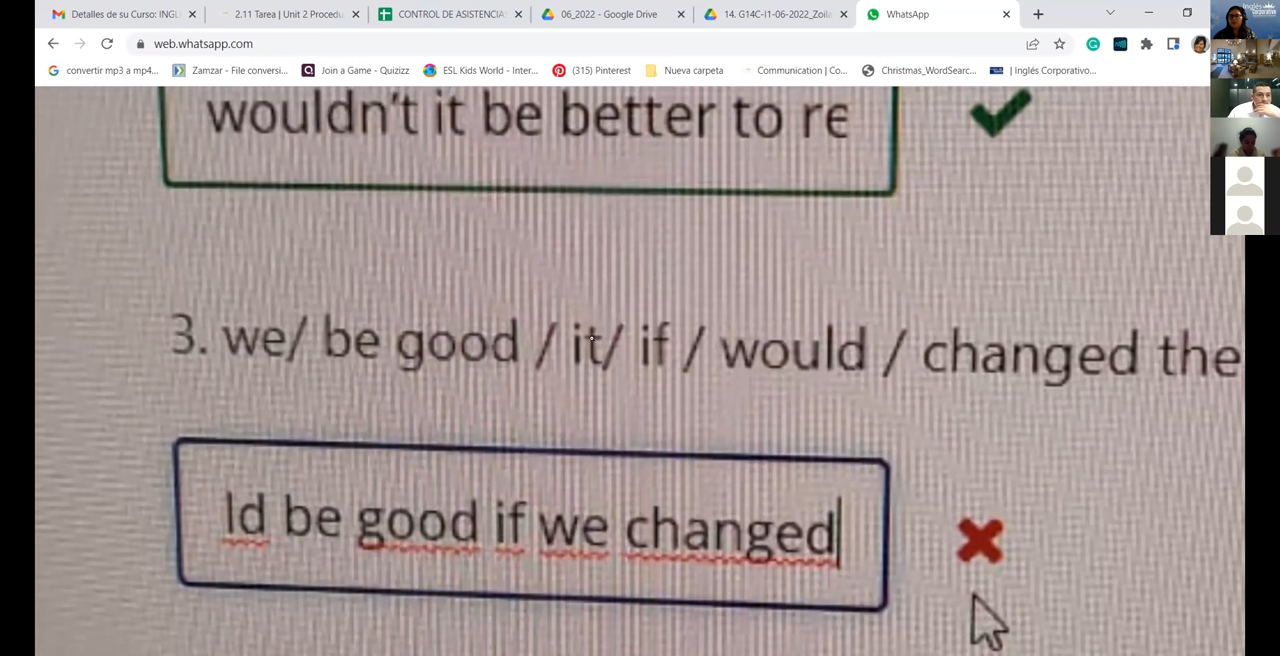 Detalles de su Curso: INGL
2.11 Tarea | Unit 2 Procedu
CONTROL DE ASISTENCIA
06_2022 - Google Drive
14. G14C-I1-06-2022_Zoila
WhatsApp
web.whatsapp.com
convertir mp3 a mp4...
Zamzar - File conversi...
Join a Game - Quizizz
ESL Kids World - Inter...
(315) Pinterest
Nueva carpeta
Communication | Co...
Christmas_WordSearc...
| Inglés Corporativo...
Inglés
Corporativo
wouldn't it be better to re
3. we/ be good / it/ if / would / changed the
ld be good if we changed